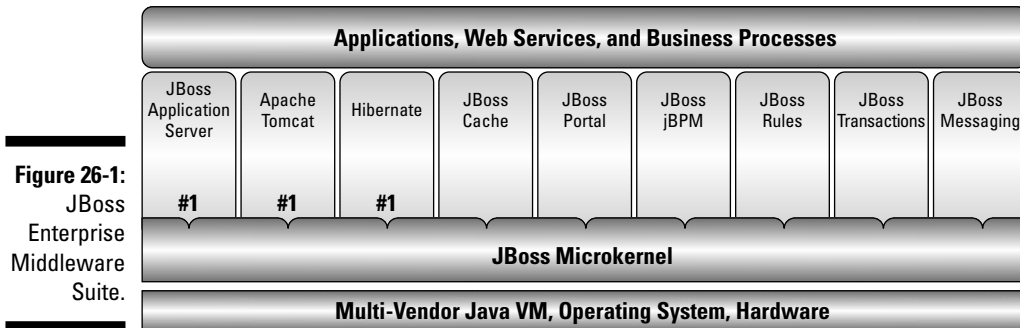 Applications, Web Services, and Business Processes
JBoss
Application
Server
#1
Apache
Tomcat
#1
Hibernate
#1
JBoss
Cache
JBoss
Portal
JBoss
jBPM
JBoss
Rules
JBoss
Transactions
JBoss
Messaging
JBoss Microkernel
Multi-Vendor Java VM, Operating System, Hardware
Figure 26-1:
JBoss
Enterprise
Middleware
Suite.